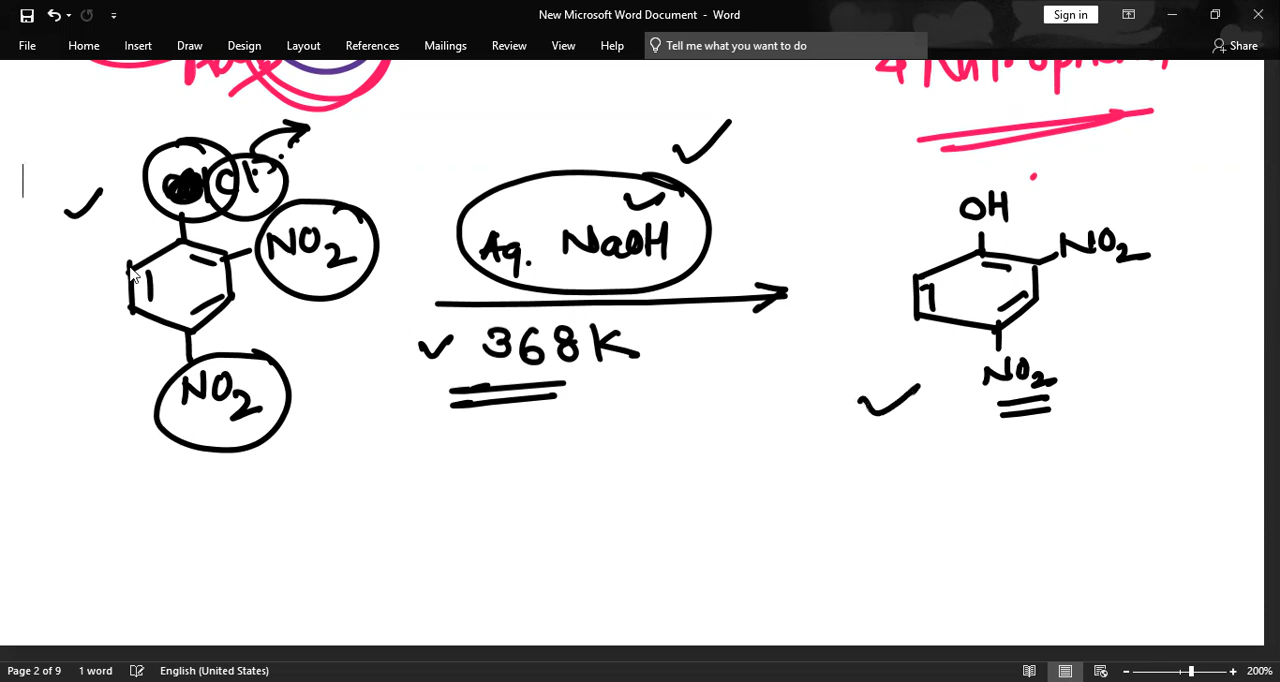 New Microsoft Word Document - Word
Sign in
File Home Insert Draw Design Layout References Mailings Review View Help Tell me what you want to do Share
OH
Cl
NO2
Aq. NaOH
NO2
368K
NO2
NO2
Page 2 of 9 1 word English (United States) 200%